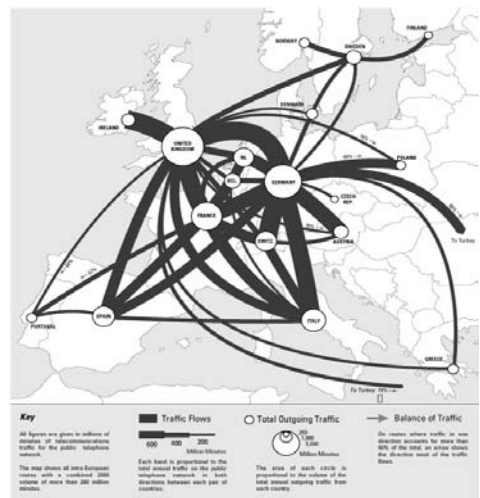 FINLAND
NORWAY
SWEDEN
DENMARK
IRELAND
UNITED
KINGDOM
NL
BEL
GERMANY
POLAND
CZECH
REP.
FRANCE
SWITZ
AUSTRIA
To Turkey
PORTUGAL
SPAIN
ITALY
GREECE
To Turkey 78%
Key
All figures are given in millions of
minutes of telecommunications
traffic for the public telephone
network.
The map shows all intra-European
routes with a combined 2000
volume of more than 200 million
minutes.
Traffic Flows
600 400 200
Million Minutes
Each band is proportional to the
total annual traffic on the public
telephone network in both
directions between each pair of
countries.
Total Outgoing Traffic
Million Minutes
The area of each circle is
proportional to the volume of the
total annual outgoing traffic from
each country
Balance of Traffic
On routes where traffic in one
direction accounts for more than
60% of the total, an arrow shows
the direction most of the traffic
flows.